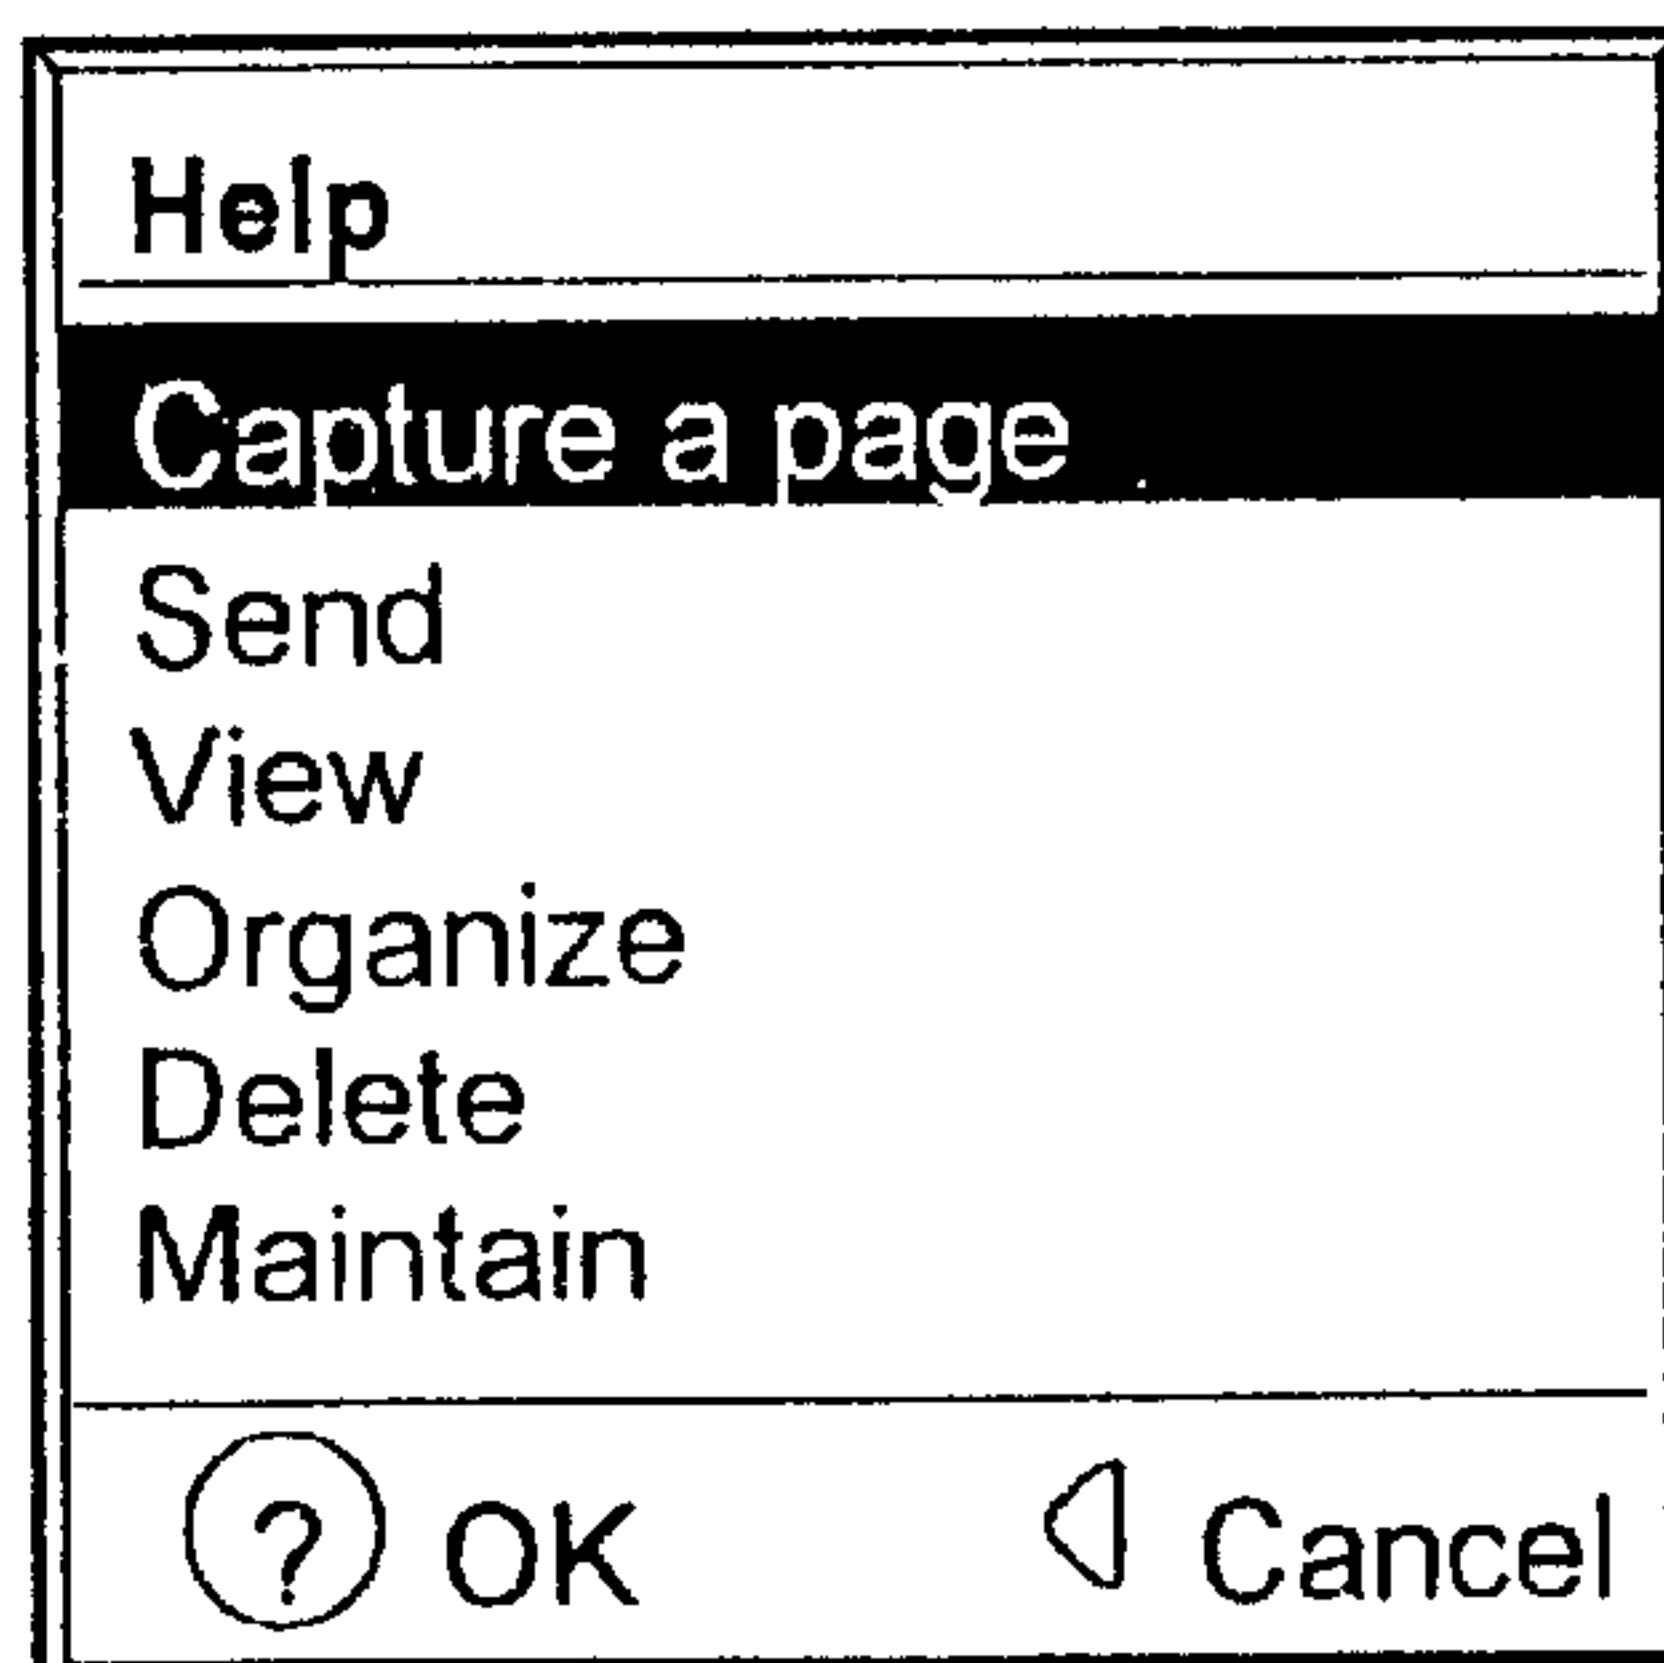 Help
Capture a page
Send
View
Organize
Delete
Maintain
? OK Cancel